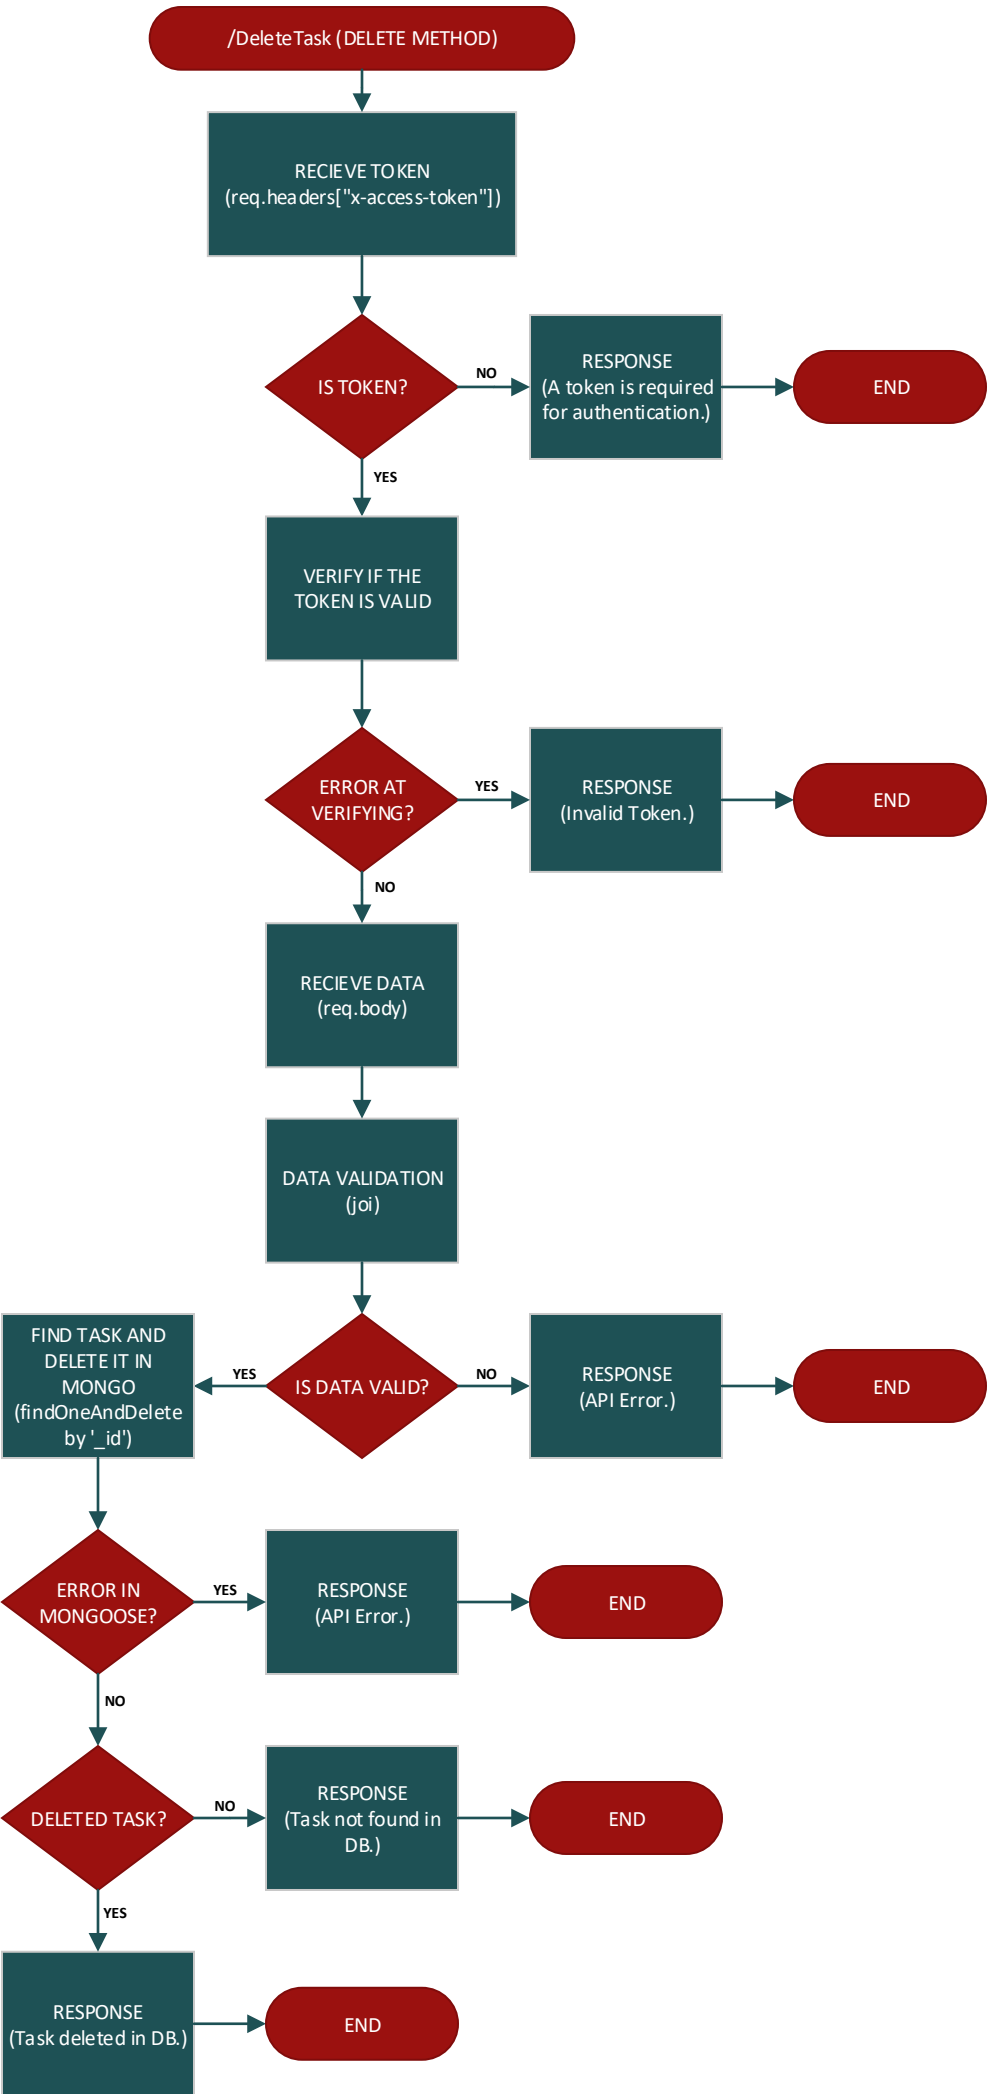 /DeleteTask (DELETE METHOD)
RECIEVE TOKEN
(req.headers["x-access-token"])
IS TOKEN?
NO
RESPONSE
(A token is required
for authentication.)
END
YES
VERIFY IF THE
TOKEN IS VALID
ERROR AT
VERIFYING?
YES
RESPONSE
(Invalid Token.)
END
NO
RECIEVE DATA
(req.body)
DATA VALIDATION
(joi)
IS DATA VALID?
NO
RESPONSE
(API Error.)
END
YES
FIND TASK AND
DELETE IT IN
MONGO
(findOneAndDelete
by '_id')
ERROR IN
MONGOOSE?
YES
RESPONSE
(API Error.)
END
NO
DELETED TASK?
NO
RESPONSE
(Task not found in
DB.)
END
YES
RESPONSE
(Task deleted in DB.)
END